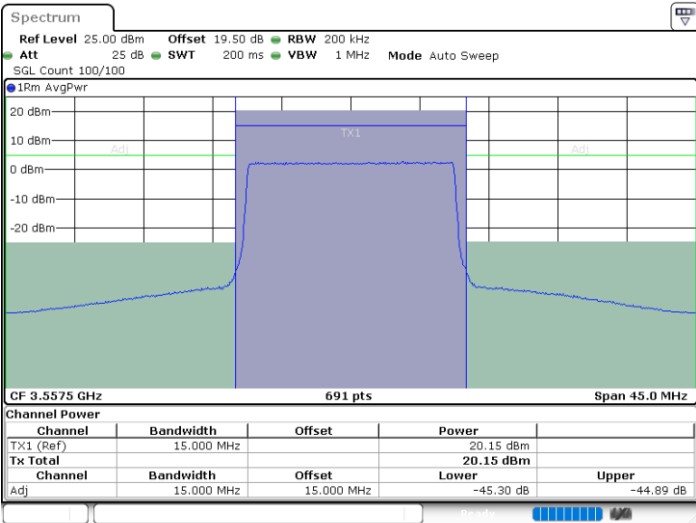 Spectrum
Ref Level 25.00 dBm Offset 19.50 dB RBW 200 kHz
Att 25 dB SWT 200 ms VBW 1 MHz Mode Auto Sweep
SGL Count 100/100
1Rm AvgPwr
20 dBm
TX1
10 dBm
Adj Adj
0 dBm
-10 dBm
-20 dBm
CF 3.5575 GHz 691 pts Span 45.0 MHz
Channel Power
Channel Bandwidth Offset Power
TX1 (Ref) 15.000 MHz 20.15 dBm
Tx Total 20.15 dBm
Channel Bandwidth Offset Lower Upper
Adj 15.000 MHz 15.000 MHz -45.30 dB -44.89 dB
Ready